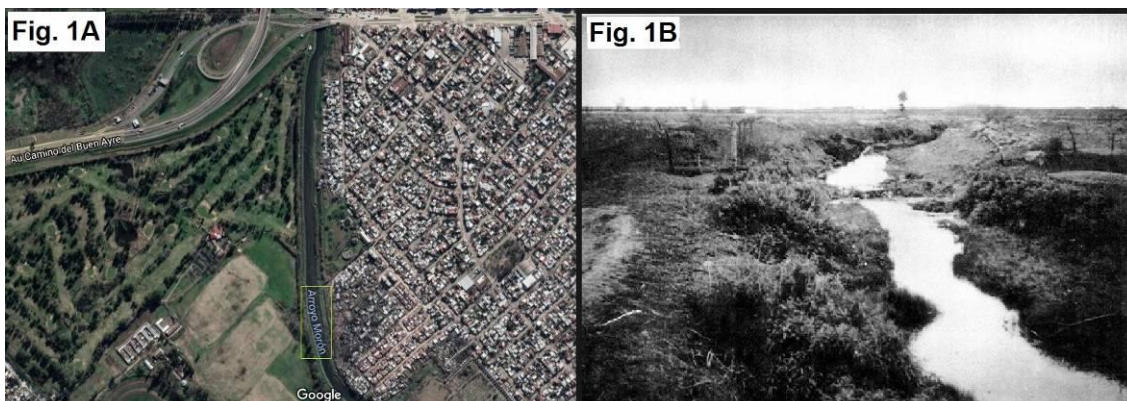 Fig. 1A
Fig. 1B
Au Camino del Buen Ayre
Arroyo Morón
Google